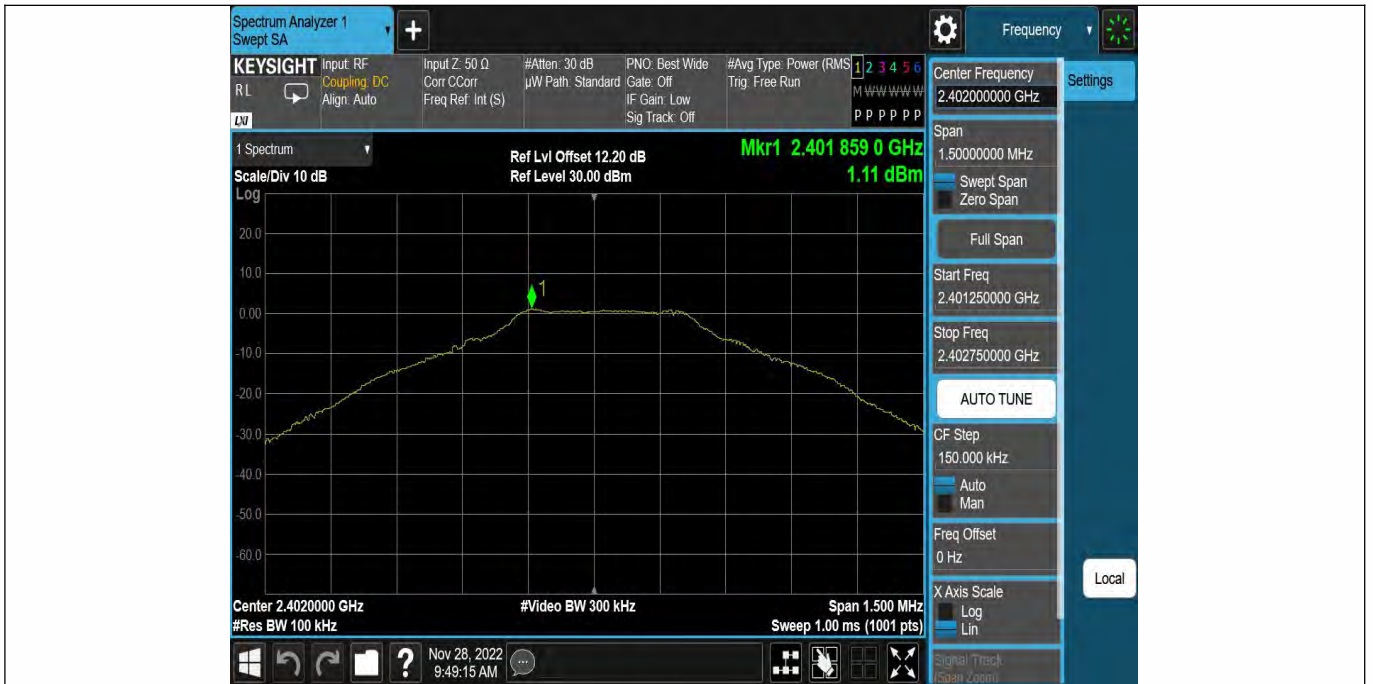 Spectrum Analyzer 1
Swept SA
+
Frequency
KEYSIGHT
RL
LXI
Input: RF
Coupling: DC
Align: Auto
Input Z: 50 Ω
Corr CCorr
Freq Ref: Int (S)
#Atten: 30 dB
µW Path: Standard
PNO: Best Wide
Gate: Off
IF Gain: Low
Sig Track: Off
#Avg Type: Power (RMS
Trig: Free Run
1 2 3 4 5 6
M W W W W W
P P P P P P
1 Spectrum
Scale/Div 10 dB
Ref Lvl Offset 12.20 dB
Ref Level 30.00 dBm
Mkr1 2.401 859 0 GHz
1.11 dBm
Log
20.0
10.0
0.00
-10.0
-20.0
-30.0
-40.0
-50.0
-60.0
1
Center 2.4020000 GHz
#Res BW 100 kHz
#Video BW 300 kHz
Span 1.500 MHz
Sweep 1.00 ms (1001 pts)
Center Frequency
2.402000000 GHz
Settings
Span
1.50000000 MHz
Swept Span
Zero Span
Full Span
Start Freq
2.401250000 GHz
Stop Freq
2.402750000 GHz
AUTO TUNE
CF Step
150.000 kHz
Auto
Man
Freq Offset
0 Hz
X Axis Scale
Log
Lin
Signal Track
(Span Zoom)
Local
?
Nov 28, 2022
9:49:15 AM